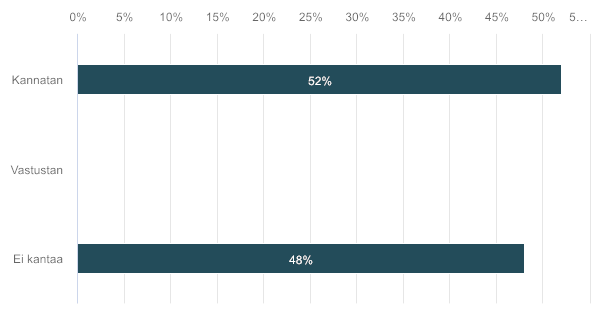 0% 5% 10% 15% 20% 25% 30% 35% 40% 45% 50% 5...
Kannatan 52%
Vastustan
Ei kantaa 48%